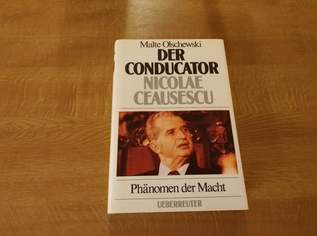 Malte Olschewski
DER
CONDUCATOR
NICOLAE
CEAUSESCU
Phänomen der Macht
UEBERREUTER